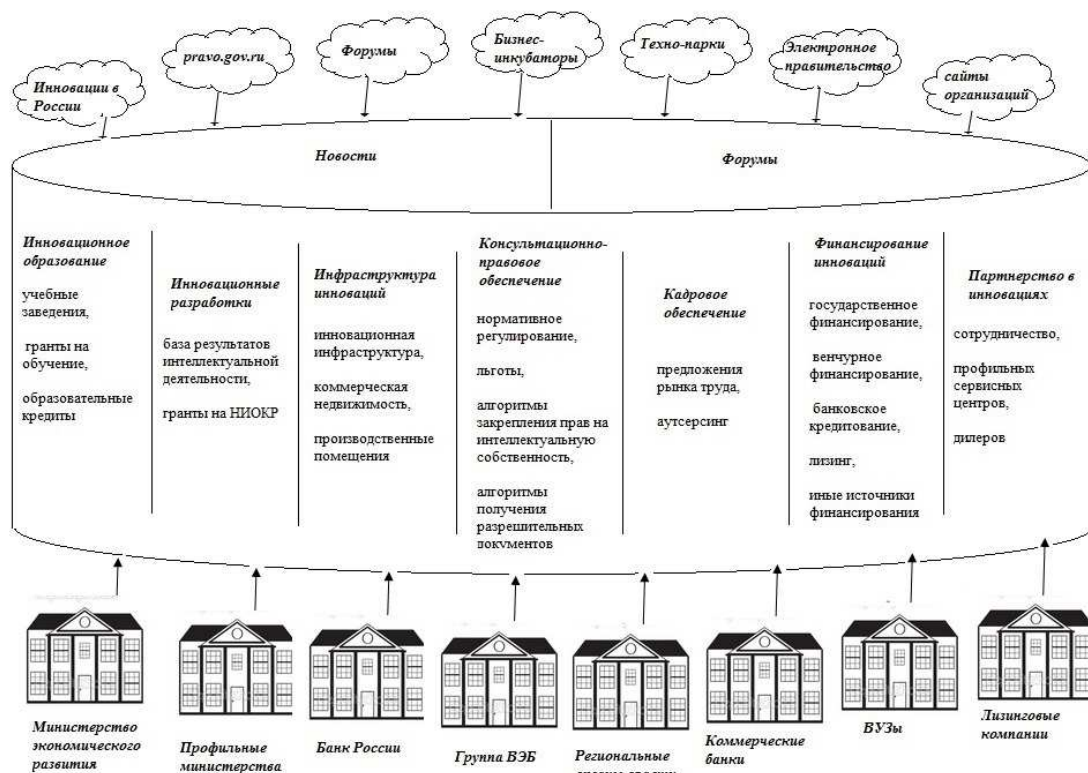 Инновации в
России
pravo.gov.ru
Форумы
Бизнес-
инкубаторы
Техно-парки
Электронное
правительство
сайты
организаций
Новости
Форумы
Инновационное
образование
учебные
заведения,
гранты на
обучение,
образовательные
кредиты
Инновационные
разработки
база результатов
интеллектуальной
деятельности,
гранты на НИОКР
Инфраструктура
инноваций
инновационная
инфраструктура,
коммерческая
недвижимость,
производственные
помещения
Консультационно-
правовое
обеспечение
нормативное
регулирование,
льготы,
алгоритмы
закрепления прав на
интеллектуальную
собственность,
алгоритмы
получения
разрешительных
документов
Кадровое
обеспечение
предложения
рынка труда,
аутсерсинг
Финансирование
инноваций
государственное
финансирование,
венчурное
финансирование,
банковское
кредитование,
лизинг,
иные источники
финансирования
Партнерство в
инновациях
сотрудничество,
профильных
сервисных
центров,
дилеров
Министерство
экономического
развития
Профильные
министерства
Банк России
Группа ВЭБ
Региональные
Коммерческие
банки
ВУЗы
Лизинговые
компании